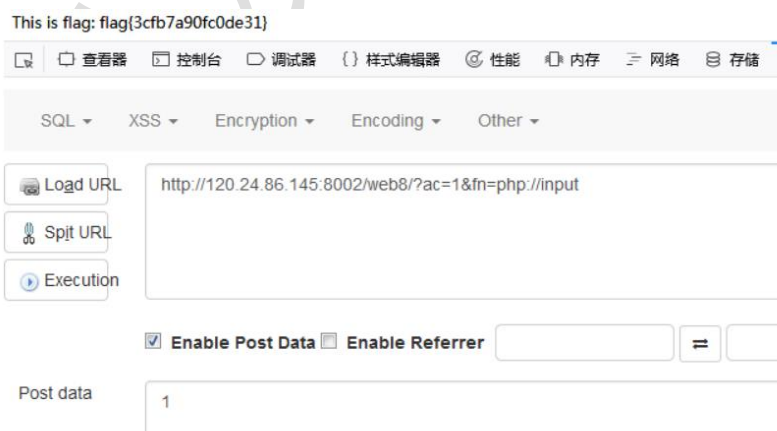 This is flag: flag{3cfb7a90fc0de31}
查看器 控制台 调试器 {} 样式编辑器 性能 内存 网络 存储
SQL XSS Encryption Encoding Other
Load URL
http://120.24.86.145:8002/web8/?ac=1&fn=php://input
Spit URL
Execution
Enable Post Data Enable Referrer
Post data
1